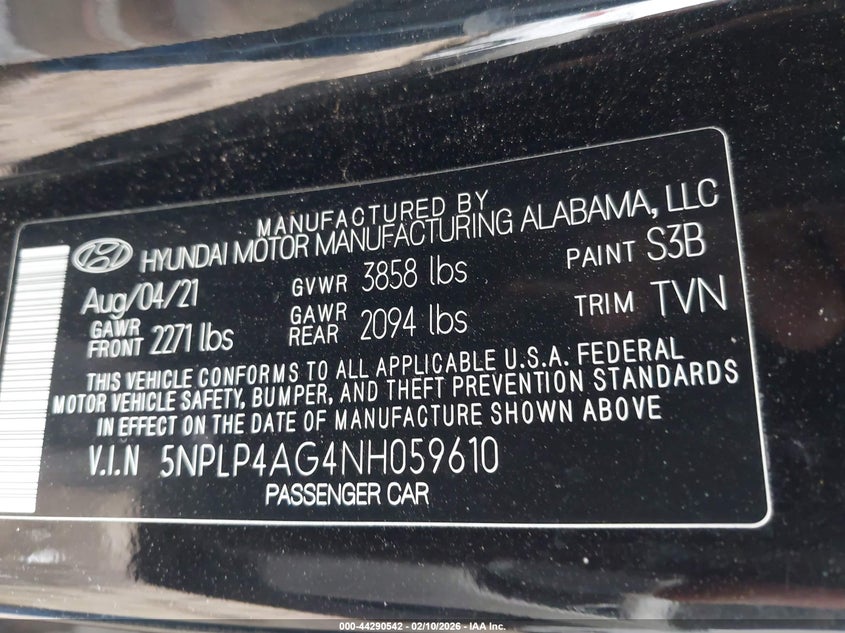 MANUFACTURED BY
HYUNDAI MOTOR MANUFACTURING ALABAMA, LLC
Aug/04/21 GVWR 3858 lbs PAINT S3B
GAWR FRONT 2271 lbs GAWR REAR 2094 lbs TRIM TVN
THIS VEHICLE CONFORMS TO ALL APPLICABLE U.S.A. FEDERAL
MOTOR VEHICLE SAFETY, BUMPER, AND THEFT PREVENTION STANDARDS
IN EFFECT ON THE DATE OF MANUFACTURE SHOWN ABOVE
V.I.N 5NPLP4AG4NH059610
PASSENGER CAR
000-44290542 - 02/10/2026 - IAA Inc.